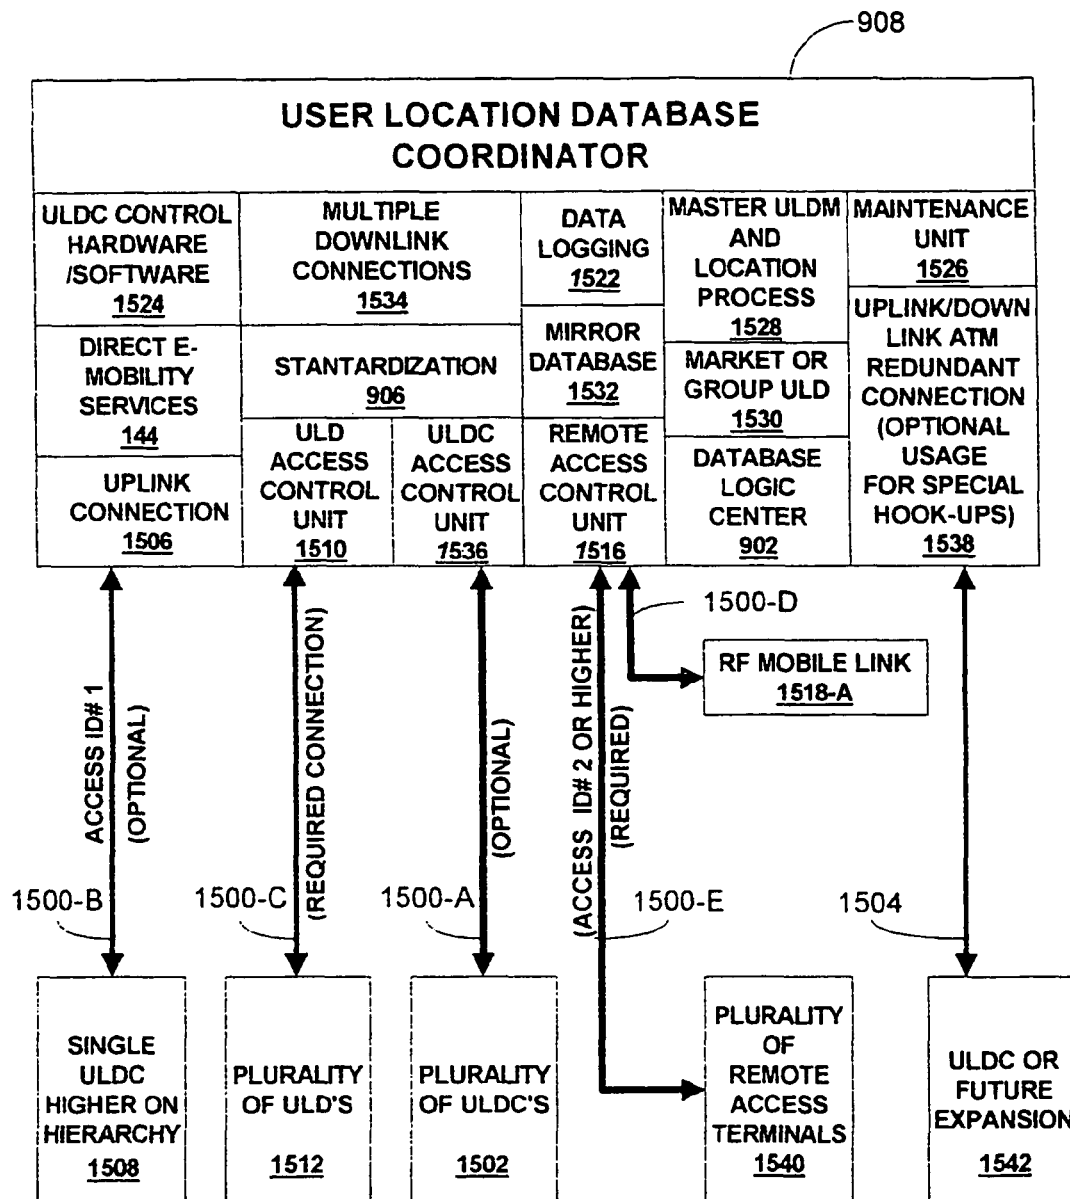 908
USER LOCATION DATABASE
COORDINATOR
ULDC CONTROL
HARDWARE
/SOFTWARE
1524
DIRECT E-
MOBILITY
SERVICES
144
UPLINK
CONNECTION
1506
MULTIPLE
DOWNLINK
CONNECTIONS
1534
STANTARDIZATION
906
ULD
ACCESS
CONTROL
UNIT
1510
ULDC
ACCESS
CONTROL
UNIT
1536
DATA
LOGGING
1522
MIRROR
DATABASE
1532
REMOTE
ACCESS
CONTROL
UNIT
1516
MASTER ULDM
AND
LOCATION
PROCESS
1528
MARKET OR
GROUP ULD
1530
DATABASE
LOGIC
CENTER
902
MAINTENANCE
UNIT
1526
UPLINK/DOWN
LINK ATM
REDUNDANT
CONNECTION
(OPTIONAL
USAGE
FOR SPECIAL
HOOK-UPS)
1538
ACCESS ID# 1
(OPTIONAL)
(REQUIRED CONNECTION)
(OPTIONAL)
(ACCESS ID# 2 OR HIGHER)
(REQUIRED)
1500-D
RF MOBILE LINK
1518-A
1500-B
1500-C
1500-A
1500-E
1504
SINGLE
ULDC
HIGHER ON
HIERARCHY
1508
PLURALITY
OF ULD'S
1512
PLURALITY
OF ULDC'S
1502
PLURALITY
OF
REMOTE
ACCESS
TERMINALS
1540
ULDC OR
FUTURE
EXPANSION
1542